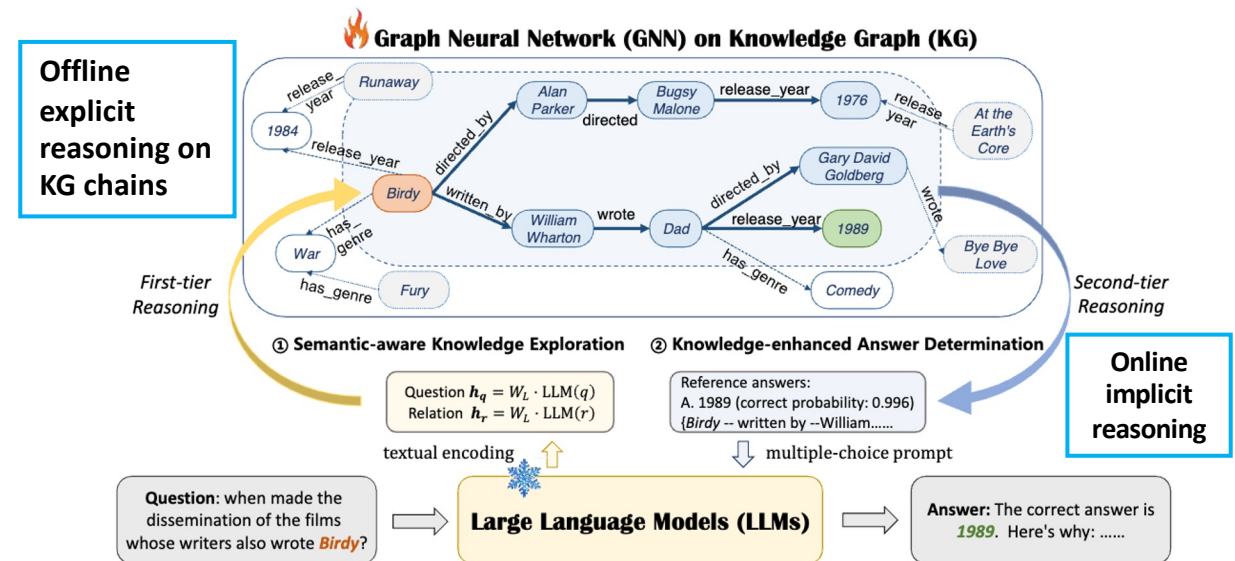 Graph Neural Network (GNN) on Knowledge Graph (KG)
Offline
explicit
reasoning on
KG chains
Runaway
release_
year
1984
release_year
Birdy
directed_by
Alan
Parker
directed
Bugsy
Malone
release_year
1976
release_
year
At the
Earth's
Core
written_by
William
Wharton
wrote
Dad
directed_by
Gary David
Goldberg
release_year
1989
wrote
Bye Bye
Love
has_genre
Comedy
has_
genre
War
has_genre
Fury
First-tier
Reasoning
Second-tier
Reasoning
① Semantic-aware Knowledge Exploration
② Knowledge-enhanced Answer Determination
Question h_q = W_L · LLM(q)
Relation h_r = W_L · LLM(r)
Reference answers:
A. 1989 (correct probability: 0.996)
{Birdy -- written by --William……
Online
implicit
reasoning
textual encoding
multiple-choice prompt
Question: when made the
dissemination of the films
whose writers also wrote Birdy?
Large Language Models (LLMs)
Answer: The correct answer is
1989. Here's why: ……